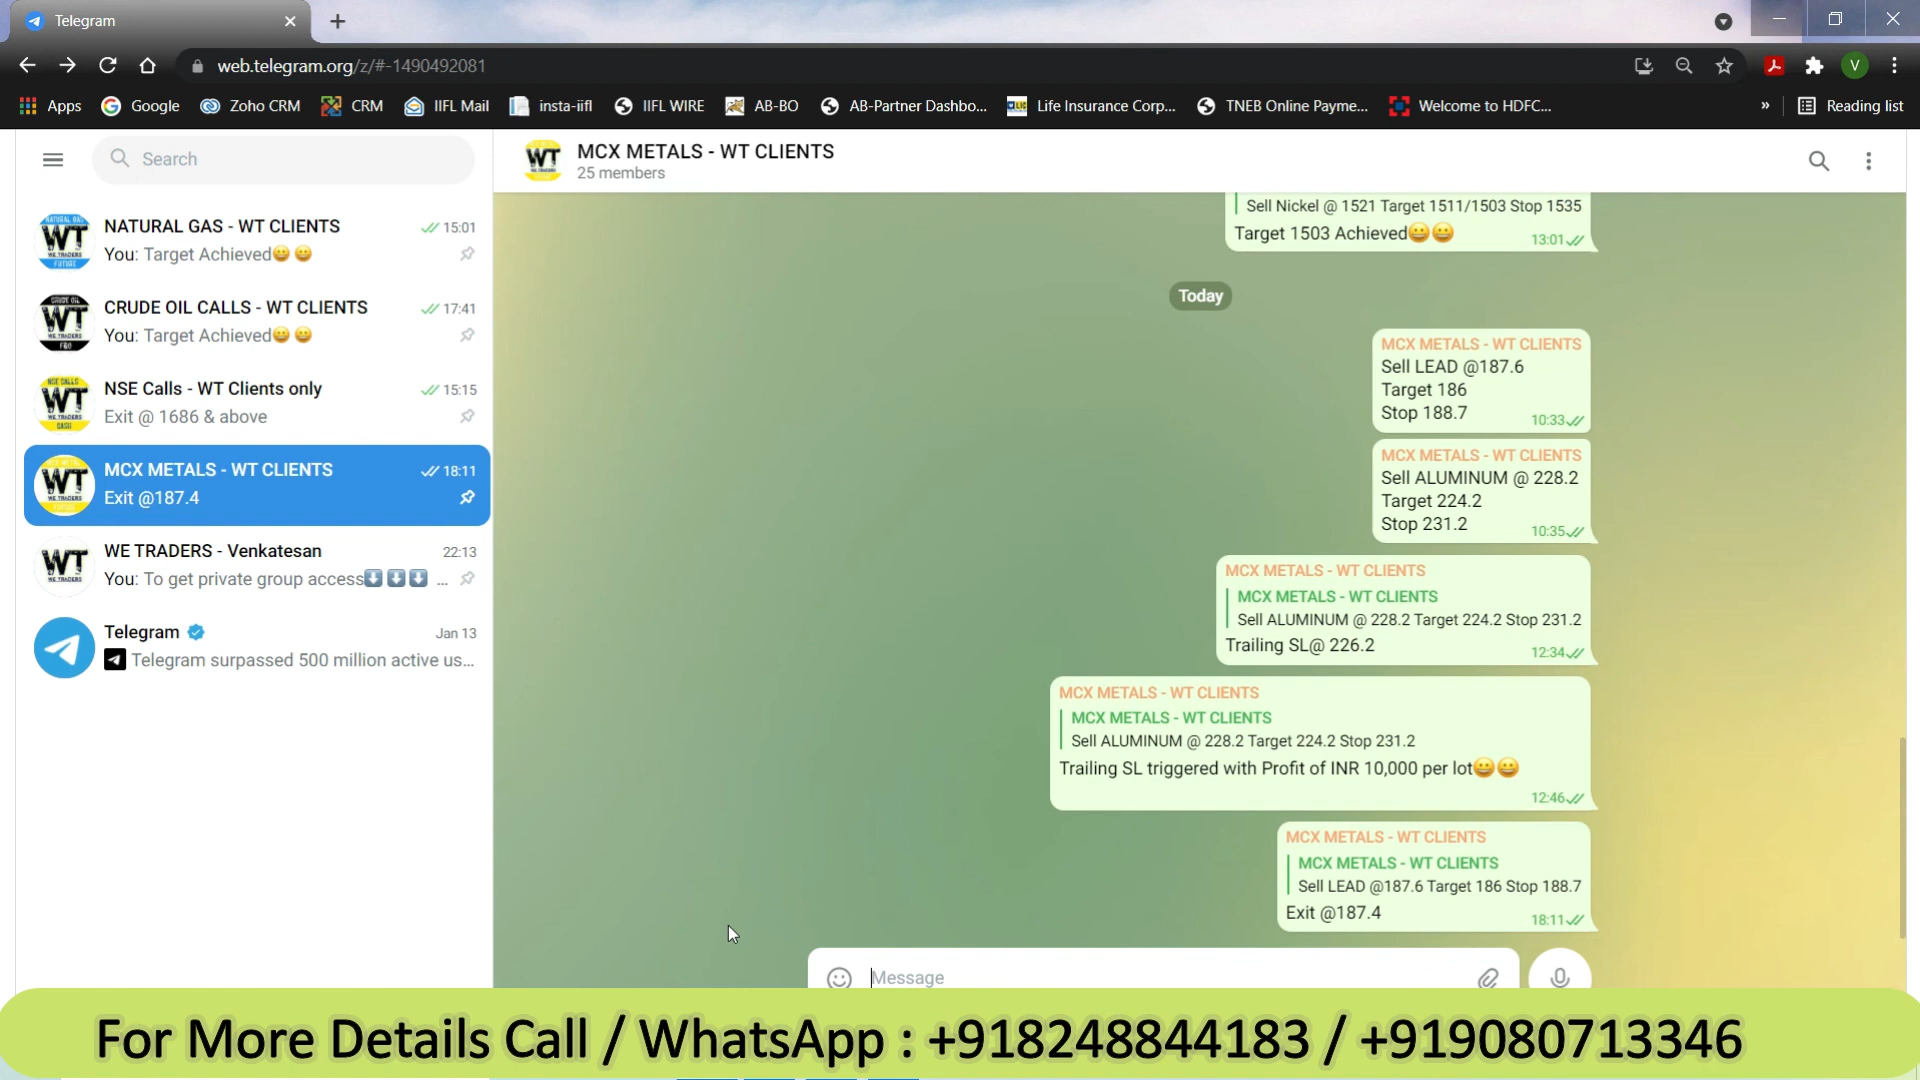 Telegram
web.telegram.org/z/#-1490492081
V
Apps Google Zoho CRM CRM IIFL Mail insta-iifl IIFL WIRE AB-BO AB-Partner Dashbo... Life Insurance Corp... TNEB Online Payme... Welcome to HDFC... » Reading list
Search
NATURAL GAS - WT CLIENTS 15:01
You: Target Achieved😀 😀
CRUDE OIL CALLS - WT CLIENTS 17:41
You: Target Achieved😀 😀
NSE Calls - WT Clients only 15:15
Exit @ 1686 & above
MCX METALS - WT CLIENTS 18:11
Exit @187.4
WE TRADERS - Venkatesan 22:13
You: To get private group access⬇️ ⬇️ ⬇️ ...
Telegram Jan 13
Telegram surpassed 500 million active us...
WT
MCX METALS - WT CLIENTS
25 members
Sell Nickel @ 1521 Target 1511/1503 Stop 1535
Target 1503 Achieved😀😀 13:01
Today
MCX METALS - WT CLIENTS
Sell LEAD @187.6
Target 186
Stop 188.7 10:33
MCX METALS - WT CLIENTS
Sell ALUMINUM @ 228.2
Target 224.2
Stop 231.2 10:35
MCX METALS - WT CLIENTS
MCX METALS - WT CLIENTS
Sell ALUMINUM @ 228.2 Target 224.2 Stop 231.2
Trailing SL@ 226.2 12:34
MCX METALS - WT CLIENTS
MCX METALS - WT CLIENTS
Sell ALUMINUM @ 228.2 Target 224.2 Stop 231.2
Trailing SL triggered with Profit of INR 10,000 per lot😀😀
12:46
MCX METALS - WT CLIENTS
MCX METALS - WT CLIENTS
Sell LEAD @187.6 Target 186 Stop 188.7
Exit @187.4 18:11
Message
For More Details Call / WhatsApp : +918248844183 / +919080713346